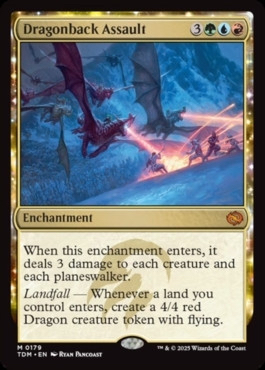 Dragonback Assault 3
Enchantment
When this enchantment enters, it
deals 3 damage to each creature and
each planeswalker.
Landfall — Whenever a land you
control enters, create a 4/4 red
Dragon creature token with flying.
M 0179
TDM • EN RYAN PANCOAST
™ & © 2025 Wizards of the Coast